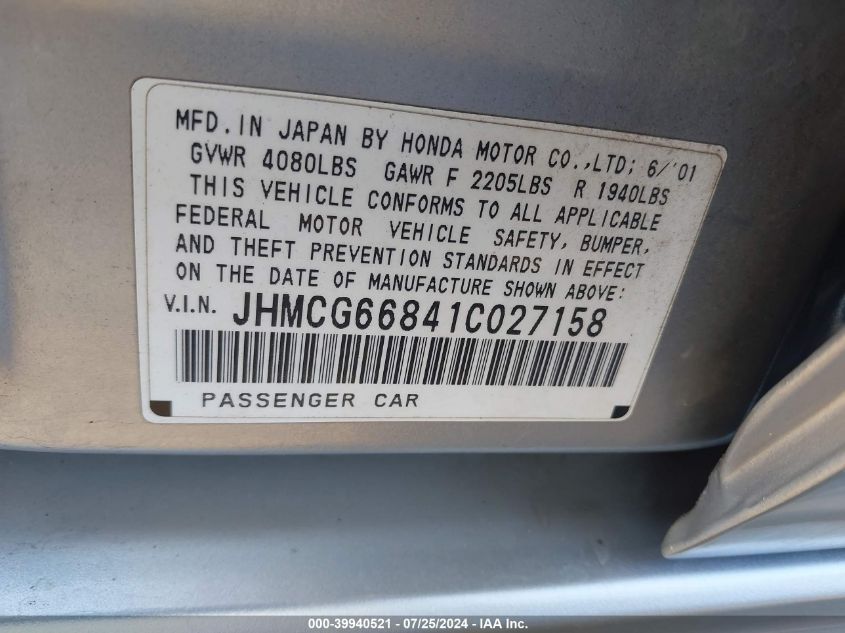 MFD. IN JAPAN BY HONDA MOTOR CO.,LTD; 6/'01
GVWR 4080LBS GAWR F 2205LBS R 1940LBS
THIS VEHICLE CONFORMS TO ALL APPLICABLE
FEDERAL MOTOR VEHICLE SAFETY, BUMPER,
AND THEFT PREVENTION STANDARDS IN EFFECT
ON THE DATE OF MANUFACTURE SHOWN ABOVE:
V.I.N. JHMCG66841C027158
PASSENGER CAR
000-39940521 - 07/25/2024 - IAA Inc.